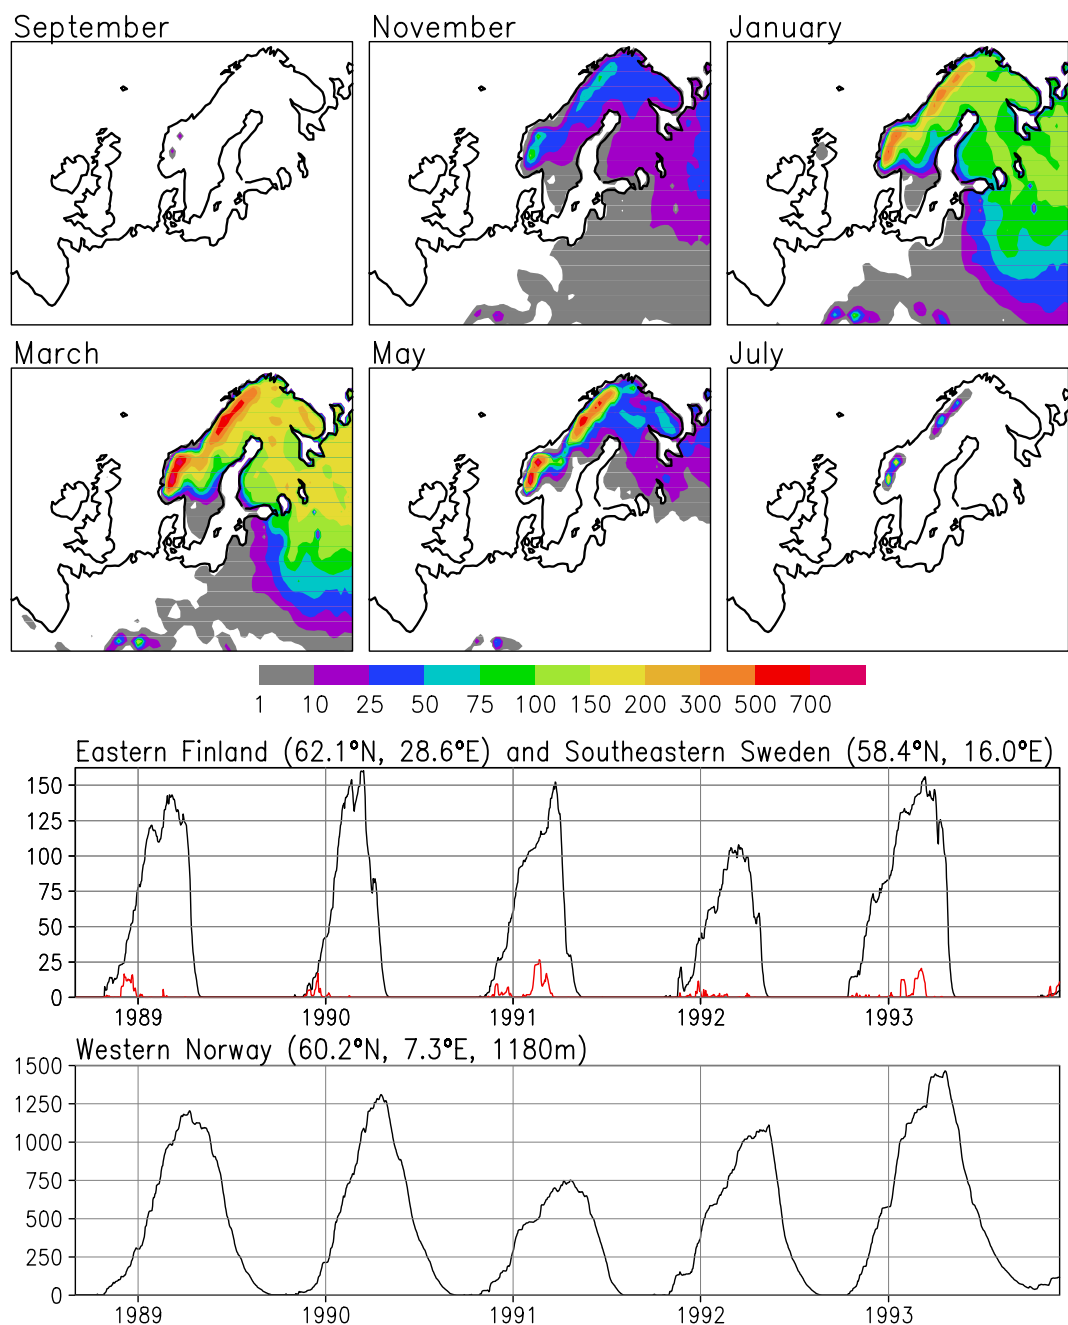 September November January
March May July
1 10 25 50 75 100 150 200 300 500 700
Eastern Finland (62.1°N, 28.6°E) and Southeastern Sweden (58.4°N, 16.0°E)
150
125
100
75
50
25
0
1989 1990 1991 1992 1993
Western Norway (60.2°N, 7.3°E, 1180m)
1500
1250
1000
750
500
250
0
1989 1990 1991 1992 1993